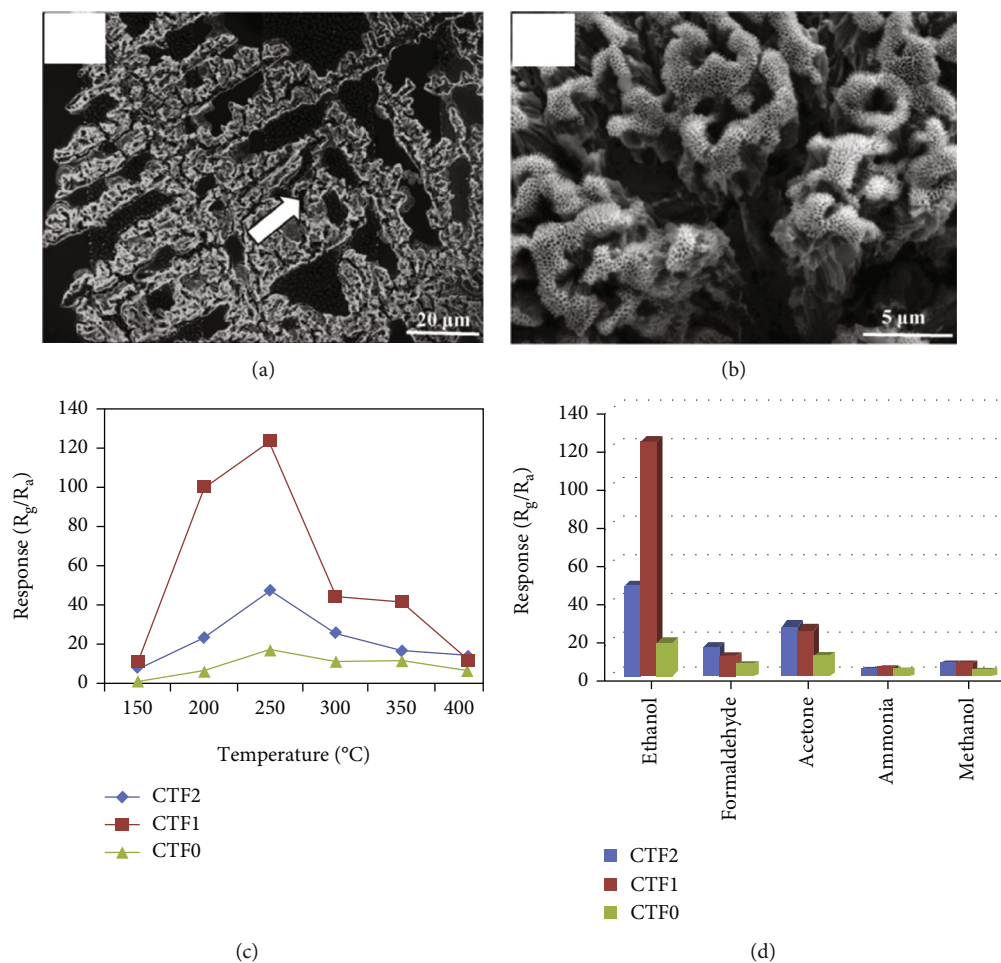 20 μm
(a)
5 μm
(b)
140
120
100
80
60
40
20
0
Response (Rg/Ra)
150 200 250 300 350 400
Temperature (°C)
CTF2
CTF1
CTF0
(c)
140
120
100
80
60
40
20
0
Response (Rg/Ra)
Ethanol
Formaldehyde
Acetone
Ammonia
Methanol
CTF2
CTF1
CTF0
(d)